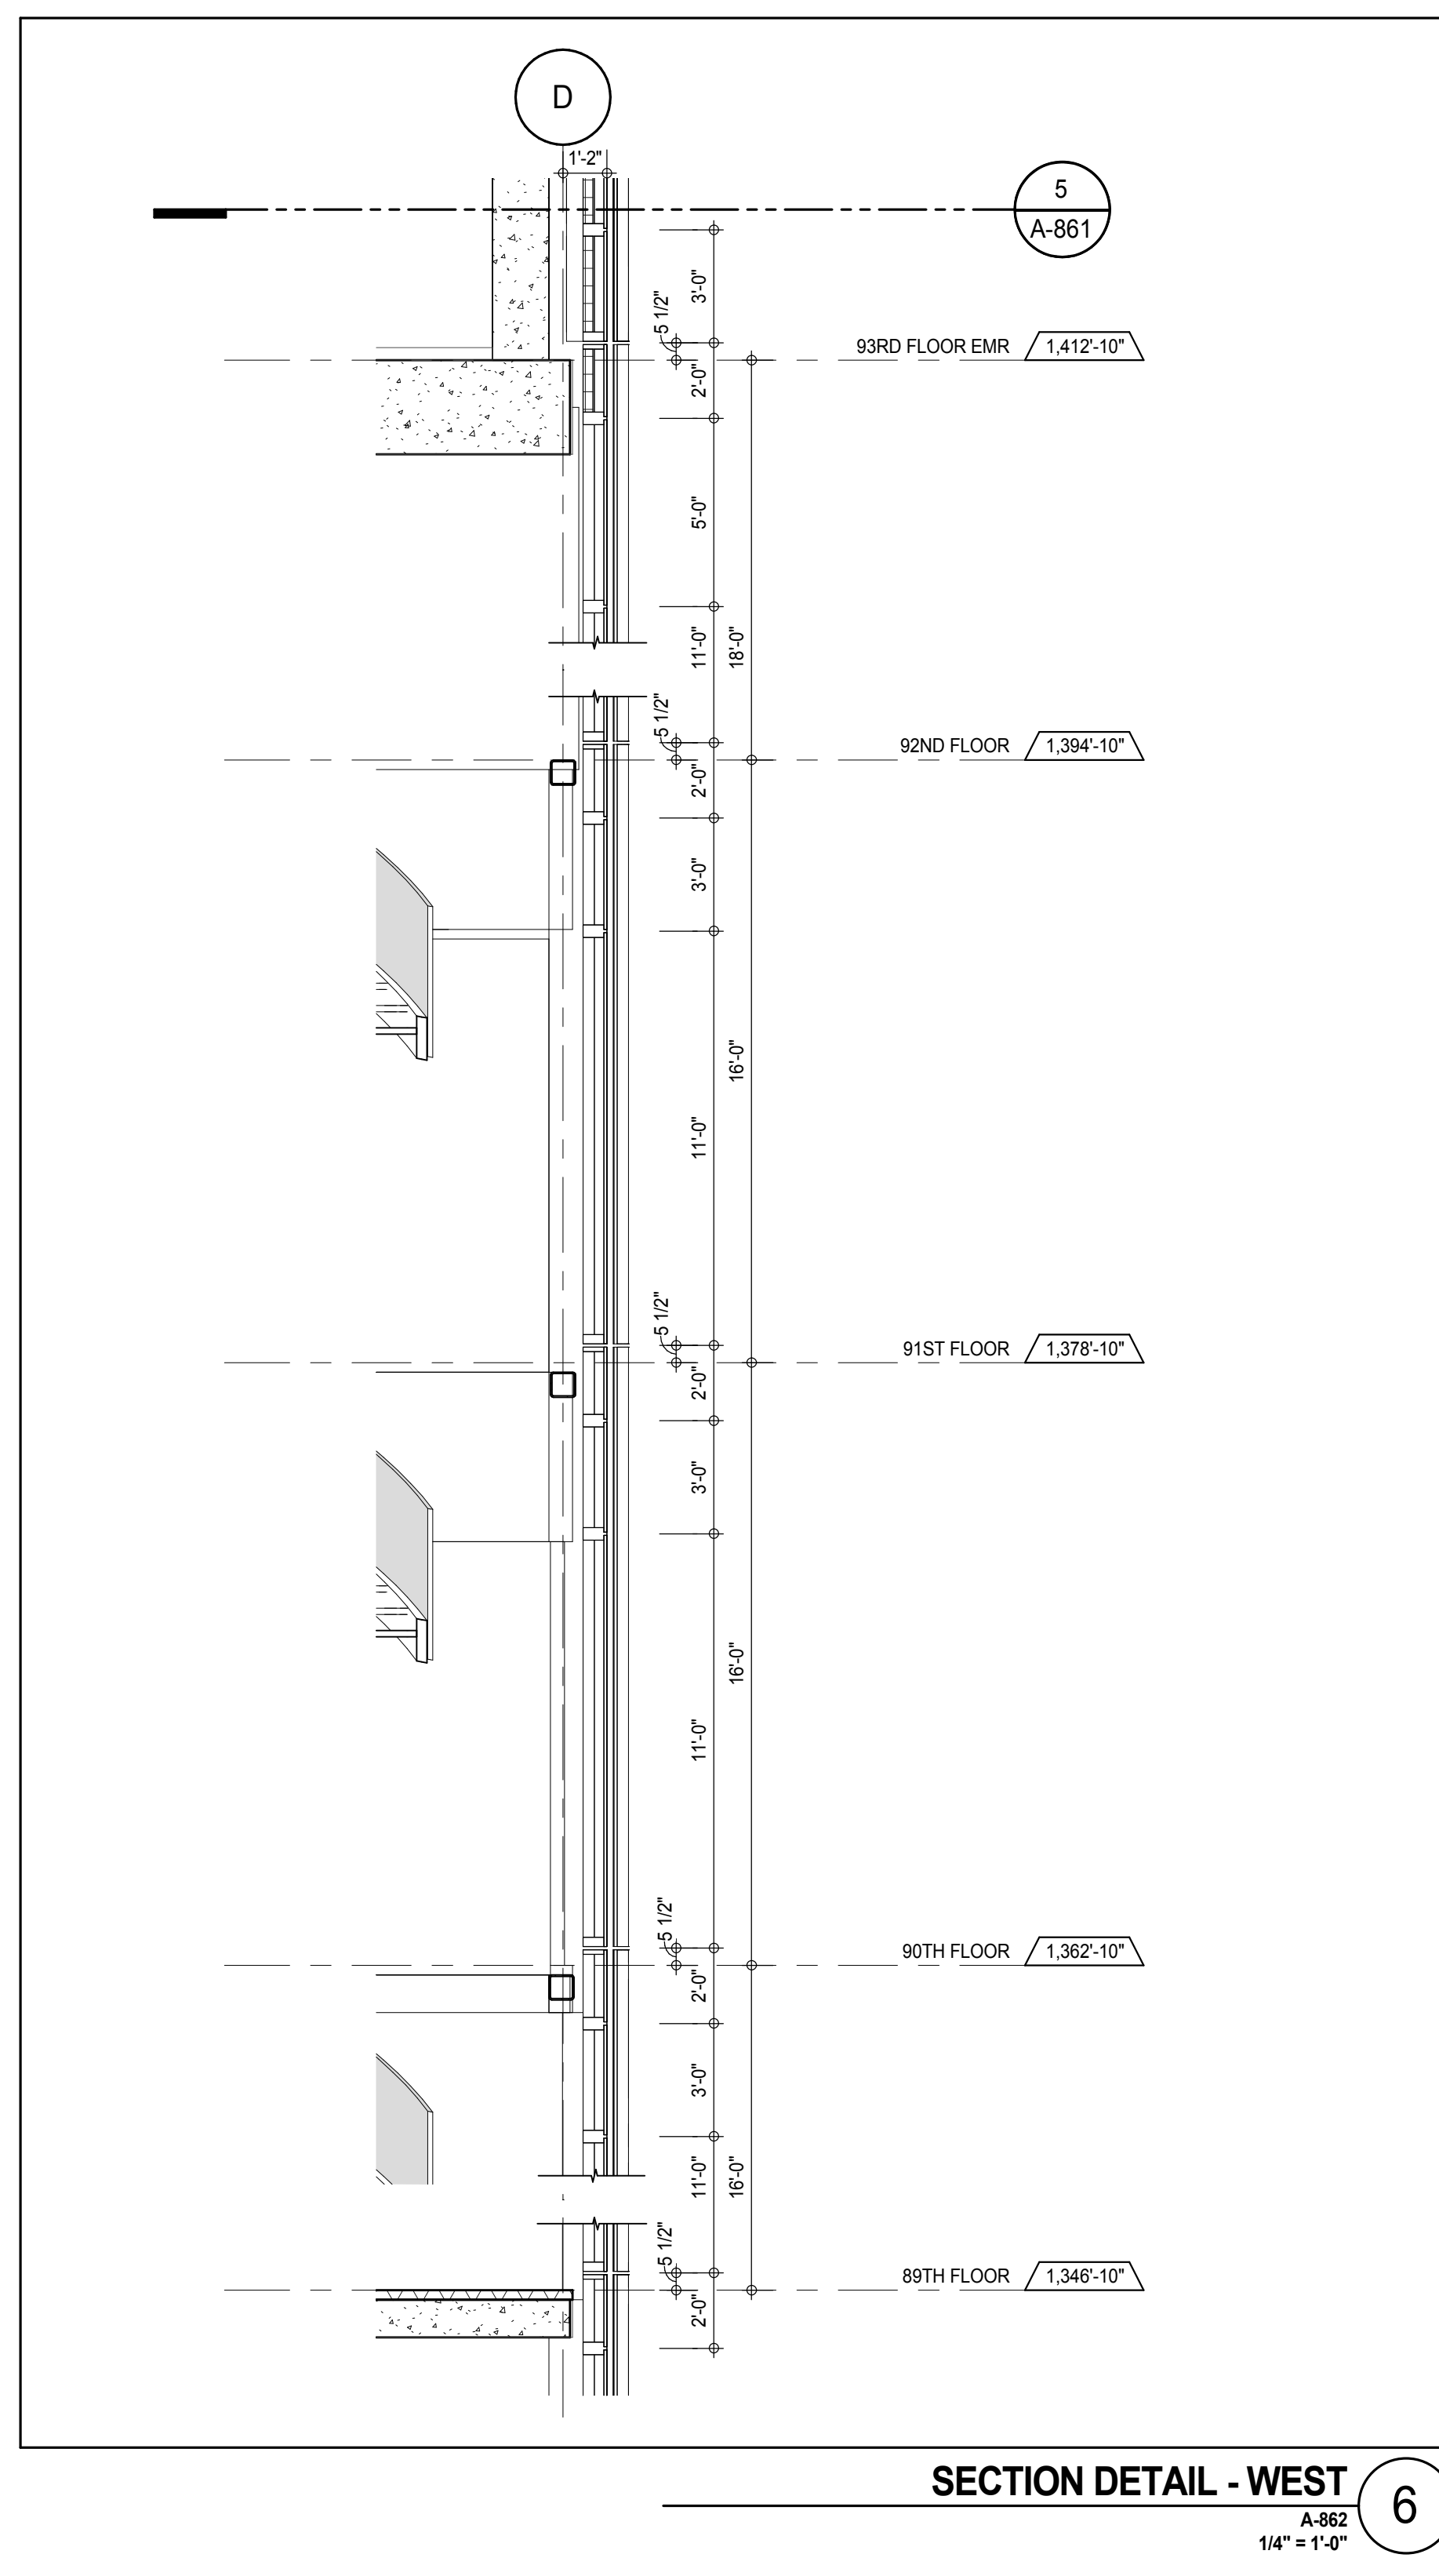 D
1'-2"
5
A-861
3'-0"
5 1/2"
93RD FLOOR EMR 1,412'-10"
2'-0"
5'-0"
11'-0" 18'-0"
5 1/2"
92ND FLOOR 1,394'-10"
2'-0"
3'-0"
16'-0"
11'-0"
5 1/2"
91ST FLOOR 1,378'-10"
2'-0"
3'-0"
16'-0"
11'-0"
5 1/2"
90TH FLOOR 1,362'-10"
2'-0"
3'-0"
11'-0" 16'-0"
5 1/2"
89TH FLOOR 1,346'-10"
2'-0"
SECTION DETAIL - WEST 6
A-862
1/4" = 1'-0"